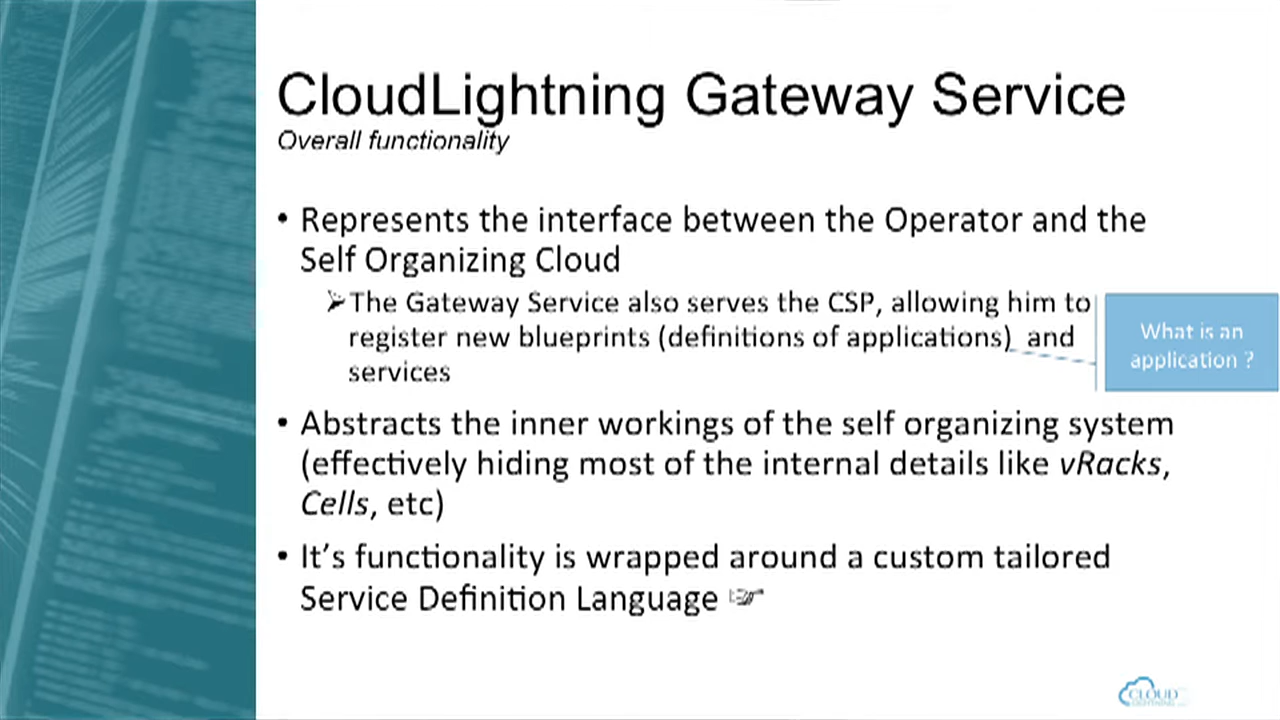 CloudLightning Gateway Service
Overall functionality
• Represents the interface between the Operator and the
Self Organizing Cloud
➢The Gateway Service also serves the CSP, allowing him to
register new blueprints (definitions of applications) and
services
What is an
application ?
• Abstracts the inner workings of the self organizing system
(effectively hiding most of the internal details like vRacks,
Cells, etc)
• It's functionality is wrapped around a custom tailored
Service Definition Language ☞
CLOUD